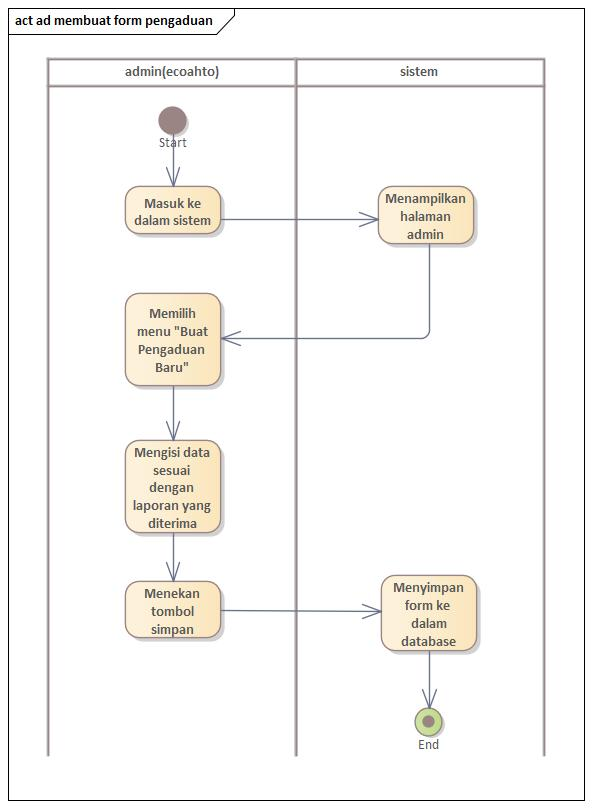 act ad membuat form pengaduan
admin(ecoahto)
sistem
Start
Masuk ke
dalam sistem
Menampilkan
halaman
admin
Memilih
menu "Buat
Pengaduan
Baru"
Mengisi data
sesuai
dengan
laporan yang
diterima
Menekan
tombol
simpan
Menyimpan
form ke
dalam
database
End